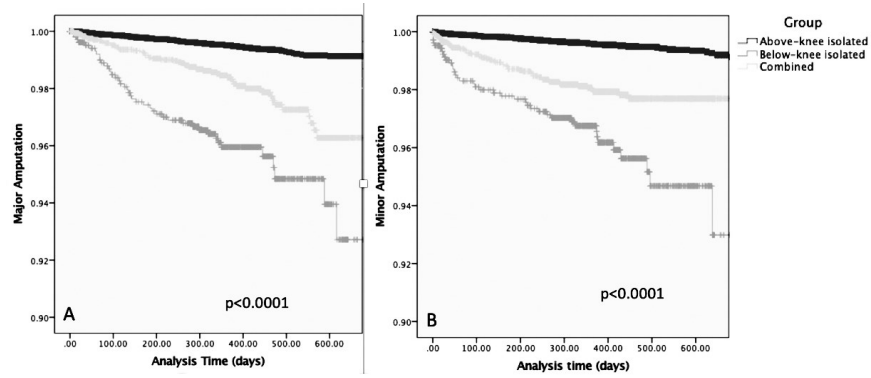 Major Amputation
1.00
0.98
0.96
0.94
0.92
0.90
A
p<0.0001
.00 100.00 200.00 300.00 400.00 500.00 600.00
Analysis Time (days)
Minor Amputation
1.00
0.98
0.96
0.94
0.92
0.90
B
p<0.0001
.00 100.00 200.00 300.00 400.00 500.00 600.00
Analysis time (days)
Group
Above-knee isolated
Below-knee isolated
Combined